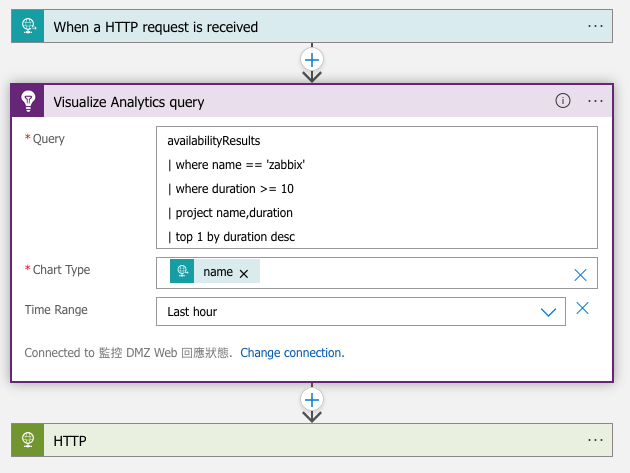 When a HTTP request is received
Visualize Analytics query
* Query
availabilityResults
| where name == 'zabbix'
| where duration >= 10
| project name,duration
| top 1 by duration desc
* Chart Type
name
Time Range
Last hour
Connected to 監控 DMZ Web 回應狀態. Change connection.
HTTP